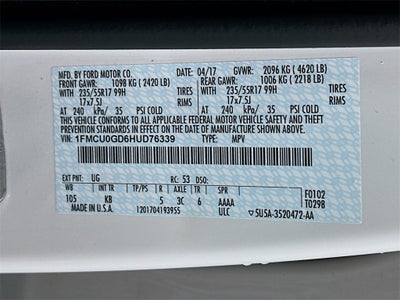 MFD. BY FORD MOTOR CO. 04/17 GVWR: 2096 KG ( 4620 LB)
FRONT GAWR: 1098 KG ( 2420 LB) REAR GAWR: 1006 KG ( 2218 LB)
WITH WITH
235/55R17 99H TIRES 235/55R17 99H TIRES
17x7.5J RIMS 17x7.5J RIMS
AT 240 kPa/ 35 PSI COLD AT 240 kPa/ 35 PSI COLD
THIS VEHICLE CONFORMS TO ALL APPLICABLE FEDERAL MOTOR VEHICLE
SAFETY AND THEFT PREVENTION STANDARDS IN EFFECT ON THE DATE OF
MANUFACTURE SHOWN ABOVE.
VIN: 1FMCU0GD6HUD76339 TYPE: MPV
EXT PNT: UG RC: 53 DSO:
WB INT TR TP/PS R AXLE TR SPR F0102
105 KB 5 3C 6 AAAA T0298
1201704193955 ULC 5U5A-3520472-AA